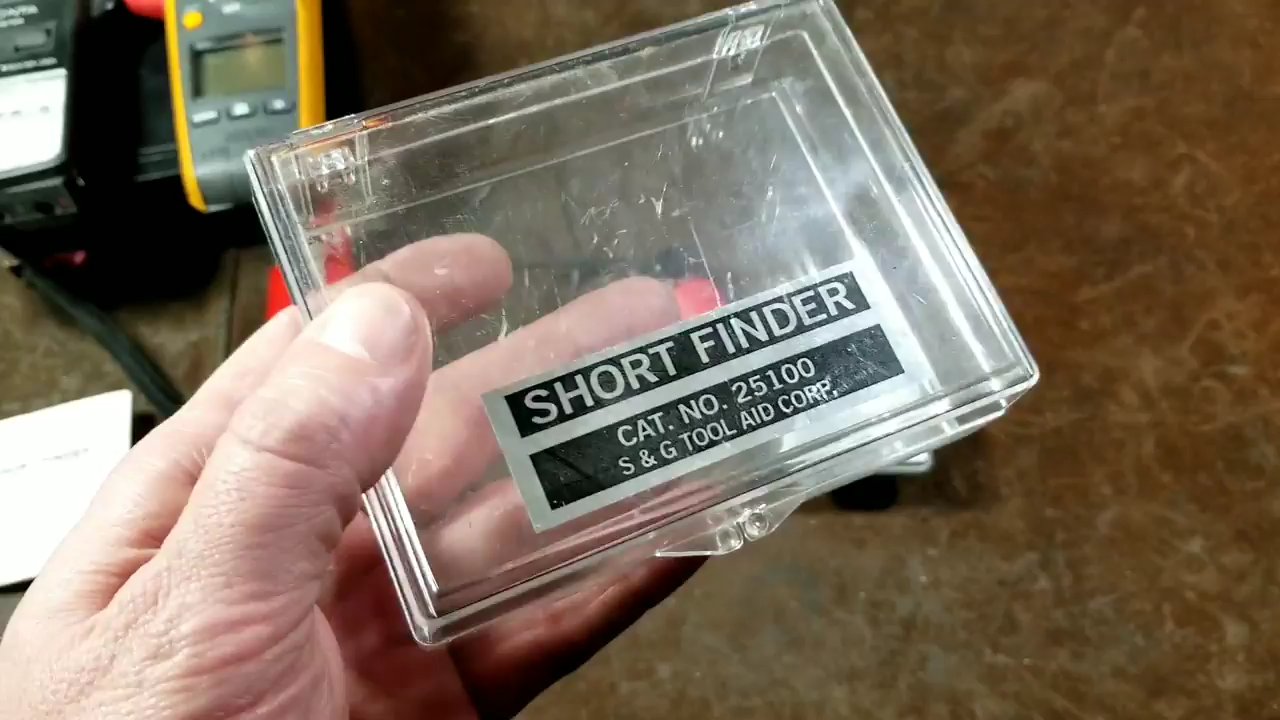 SHORT FINDER
CAT. NO. 25100
S & G TOOL AID CORP.